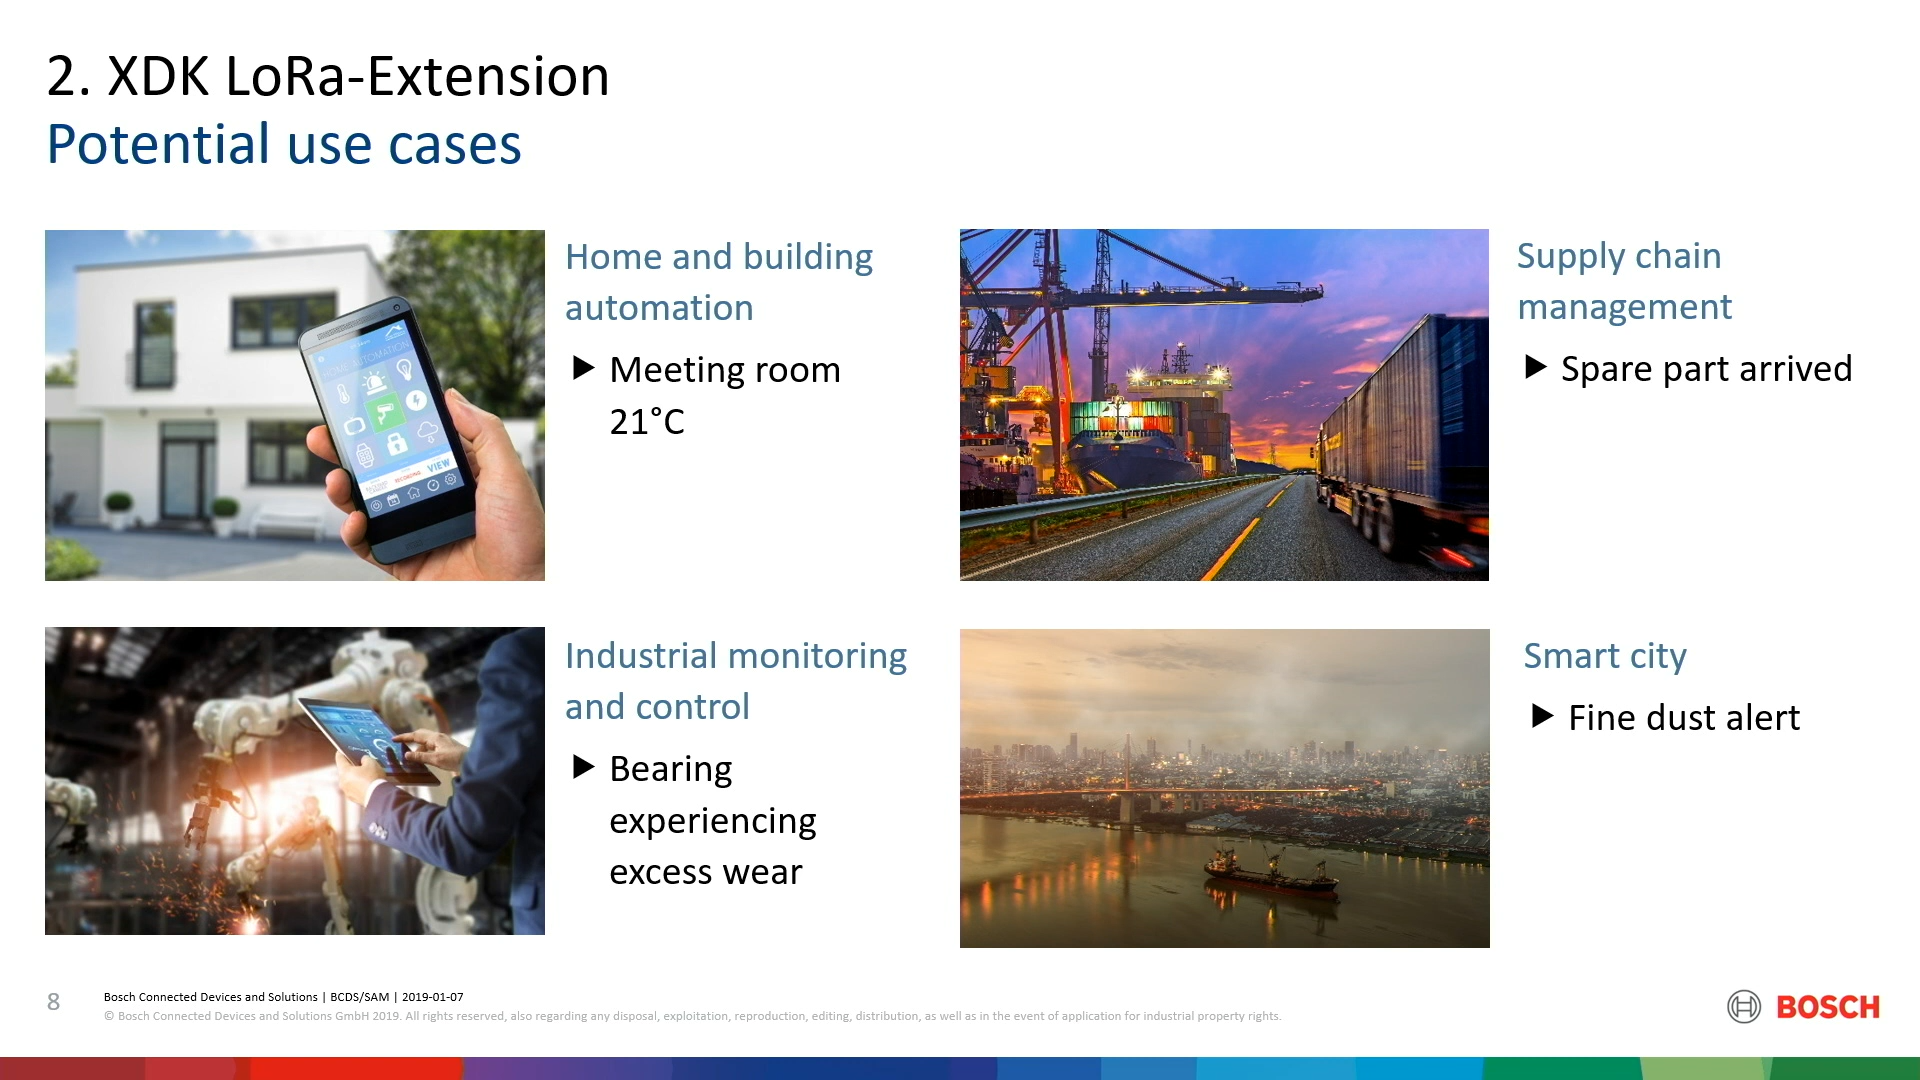 2. XDK LoRa-Extension
Potential use cases
Home and building
automation
▶ Meeting room
21°C
Supply chain
management
▶ Spare part arrived
HOME AUTOMATION
VIEW
Industrial monitoring
and control
▶ Bearing
experiencing
excess wear
Smart city
▶ Fine dust alert
8
Bosch Connected Devices and Solutions | BCDS/SAM | 2019-01-07
© Bosch Connected Devices and Solutions GmbH 2019. All rights reserved, also regarding any disposal, exploitation, reproduction, editing, distribution, as well as in the event of application for industrial property rights.
BOSCH